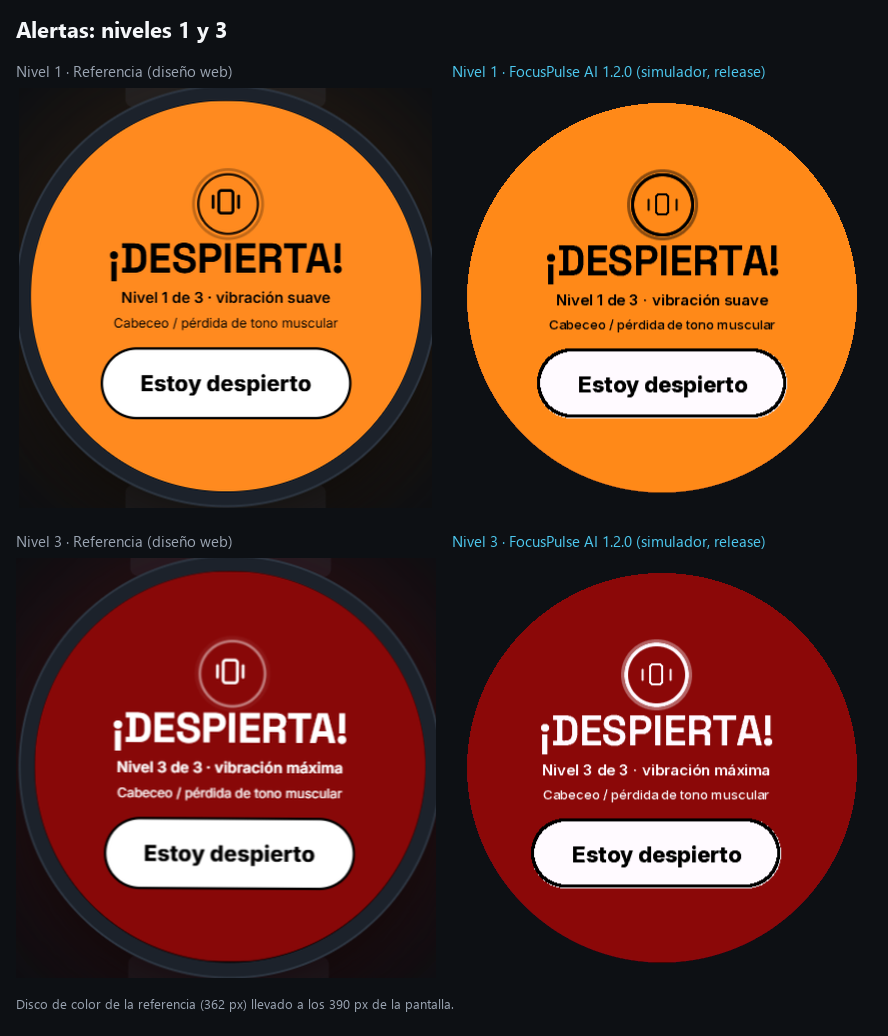 Alertas: niveles 1 y 3
Nivel 1 · Referencia (diseño web)
Nivel 1 · FocusPulse AI 1.2.0 (simulador, release)
¡DESPIERTA!
Nivel 1 de 3 · vibración suave
Cabeceo / pérdida de tono muscular
Estoy despierto
¡DESPIERTA!
Nivel 1 de 3 · vibración suave
Cabeceo / pérdida de tono muscular
Estoy despierto
Nivel 3 · Referencia (diseño web)
Nivel 3 · FocusPulse AI 1.2.0 (simulador, release)
¡DESPIERTA!
Nivel 3 de 3 · vibración máxima
Cabeceo / pérdida de tono muscular
Estoy despierto
¡DESPIERTA!
Nivel 3 de 3 · vibración máxima
Cabeceo / pérdida de tono muscular
Estoy despierto
Disco de color de la referencia (362 px) llevado a los 390 px de la pantalla.